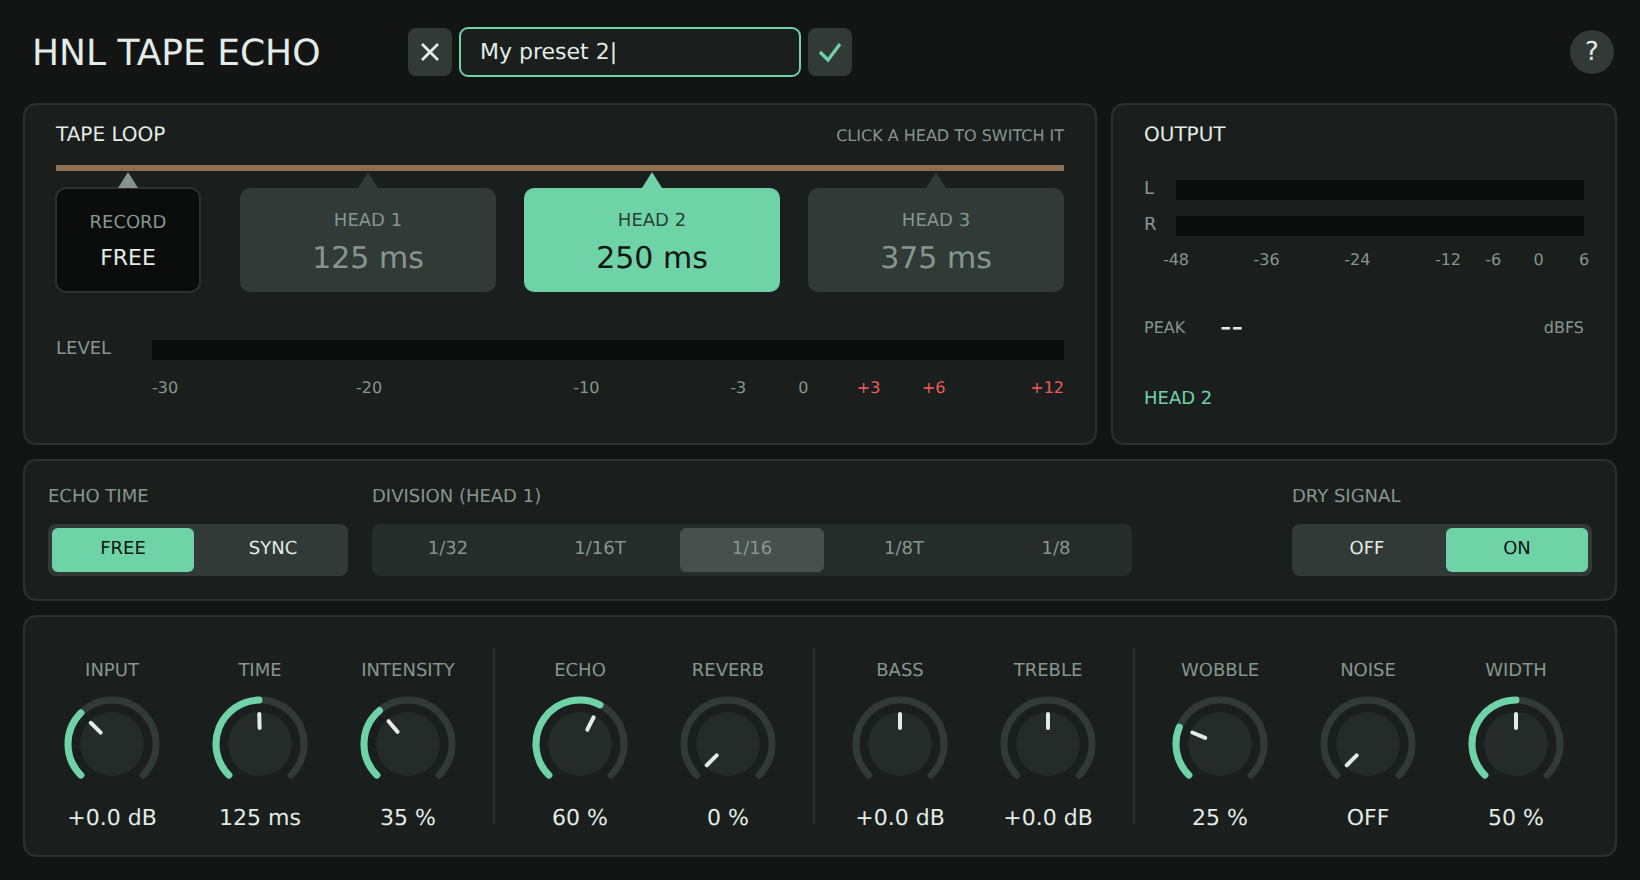 HNL TAPE ECHO
My preset 2
?
TAPE LOOP
CLICK A HEAD TO SWITCH IT
RECORD
FREE
HEAD 1
125 ms
HEAD 2
250 ms
HEAD 3
375 ms
LEVEL
-30 -20 -10 -3 0 +3 +6 +12
OUTPUT
L
R
-48 -36 -24 -12 -6 0 6
PEAK -- dBFS
HEAD 2
ECHO TIME
FREE SYNC
DIVISION (HEAD 1)
1/32 1/16T 1/16 1/8T 1/8
DRY SIGNAL
OFF ON
INPUT TIME INTENSITY ECHO REVERB BASS TREBLE WOBBLE NOISE WIDTH
+0.0 dB 125 ms 35 % 60 % 0 % +0.0 dB +0.0 dB 25 % OFF 50 %